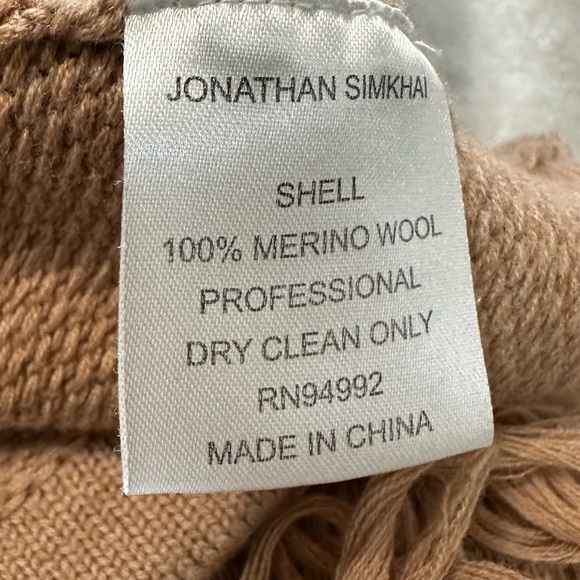 JONATHAN SIMKHAI
SHELL
100% MERINO WOOL
PROFESSIONAL
DRY CLEAN ONLY
RN94992
MADE IN CHINA